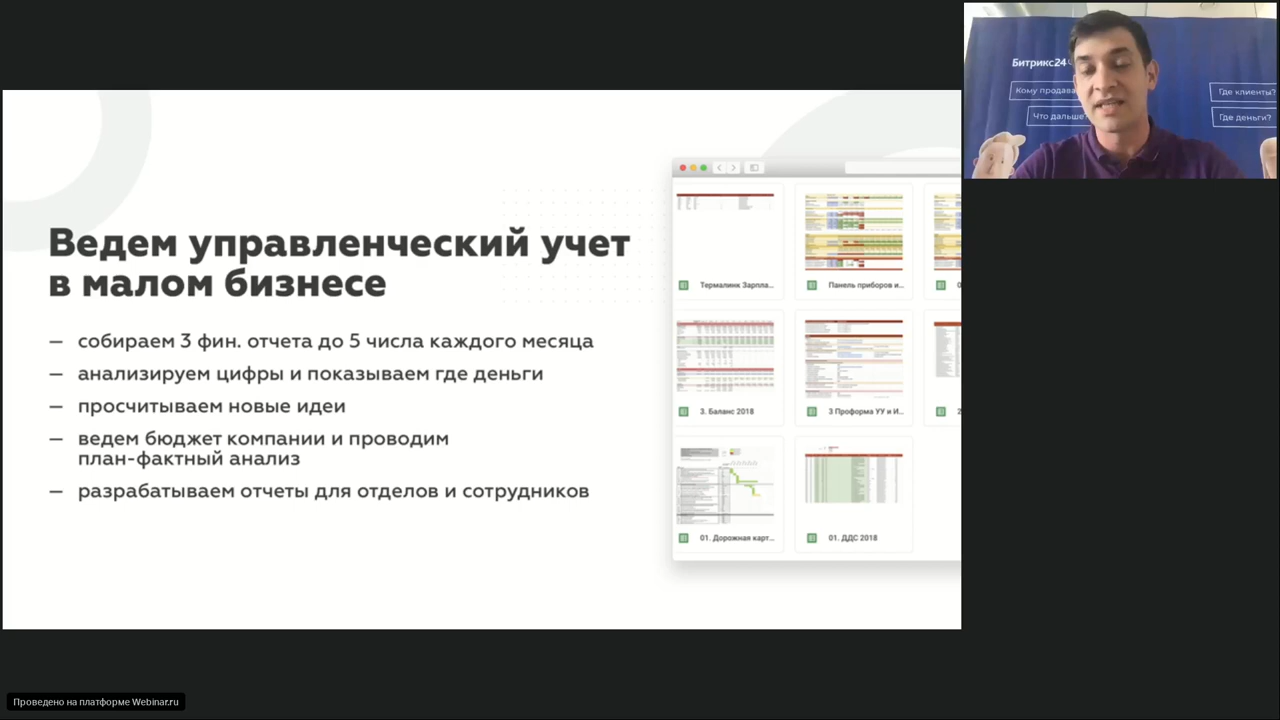 Ведем управленческий учет
в малом бизнесе
— собираем 3 фин. отчета до 5 числа каждого месяца
— анализируем цифры и показываем где деньги
— просчитываем новые идеи
— ведем бюджет компании и проводим
план-фактный анализ
— разрабатываем отчеты для отделов и сотрудников
Термалинк Зарпла...
Панель приборов и...
0
3. Баланс 2018
3 Проформа УУ и И...
2
01. Дорожная карт...
01. ДДС 2018
Битрикс24
Кому продава
Где клиенты?
Что дальше?
Где деньги?
Проведено на платформе Webinar.ru